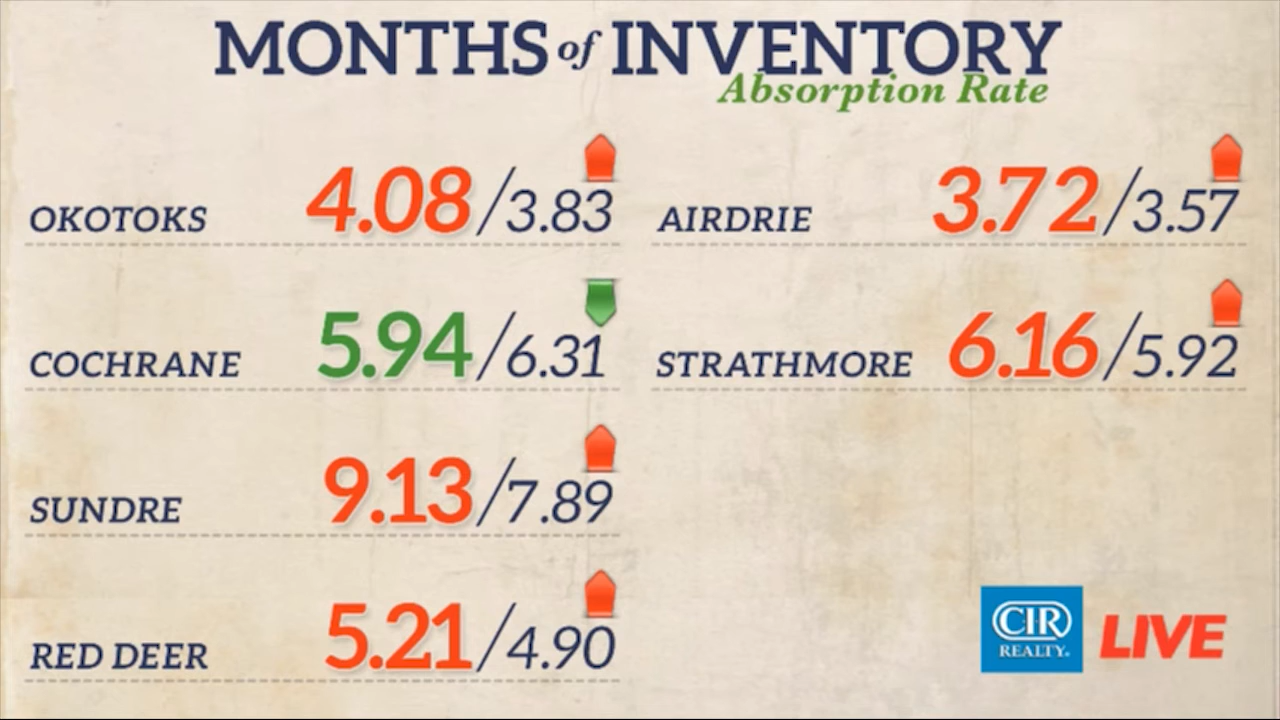 MONTHS of INVENTORY
Absorption Rate
OKOTOKS 4.08/3.83
AIRDRIE 3.72/3.57
COCHRANE 5.94/6.31
STRATHMORE 6.16/5.92
SUNDRE 9.13/7.89
RED DEER 5.21/4.90
CIR
REALTY.
LIVE